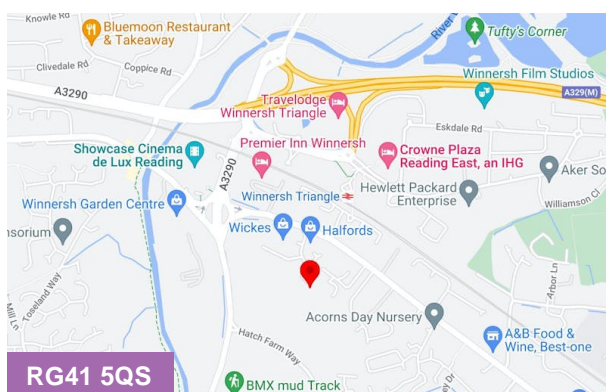 Knowle Rd
Bluemoon Restaurant
& Takeaway
River
Tufty's Corner
Clivedale Rd
Coppice Rd
Winnersh Film Studios
A3290
A329(M)
Travelodge
Winnersh Triangle
Eskdale Rd
Showcase Cinema
de Lux Reading
A3290
Premier Inn Winnersh
Crowne Plaza
Reading East, an IHG
Aker So
Winnersh Triangle
Hewlett Packard
Enterprise
Williamson Cl
Winnersh Garden Centre
nsorium
Wickes
Halfords
Toseland Way
Arbor Ln
Mill Ln
Acorns Day Nursery
Hatch Farm Way
A&B Food &
Wine, Best-one
RG41 5QS
BMX mud Track
ey Dr